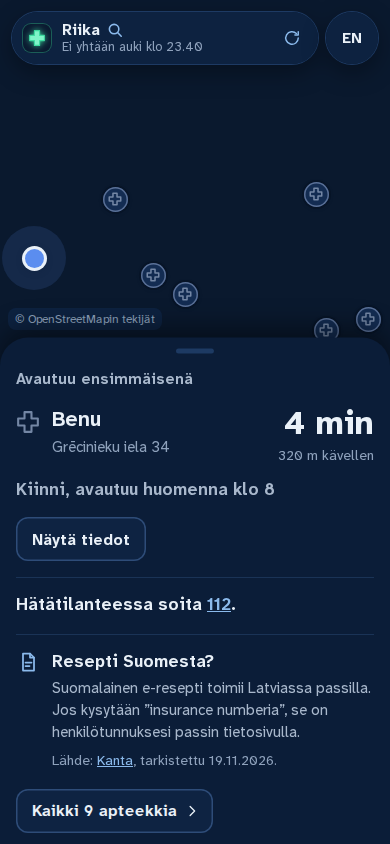 Riika
Ei yhtään auki klo 23.40
EN
© OpenStreetMapin tekijät
Avautuu ensimmäisenä
Benu
4 min
Grēcinieku iela 34
320 m kävellen
Kiinni, avautuu huomenna klo 8
Näytä tiedot
Hätätilanteessa soita 112.
Resepti Suomesta?
Suomalainen e-resepti toimii Latviassa passilla.
Jos kysytään ”insurance numberia”, se on
henkilötunnuksesi passin tietosivulla.
Lähde: Kanta, tarkistettu 19.11.2026.
Kaikki 9 apteekkia